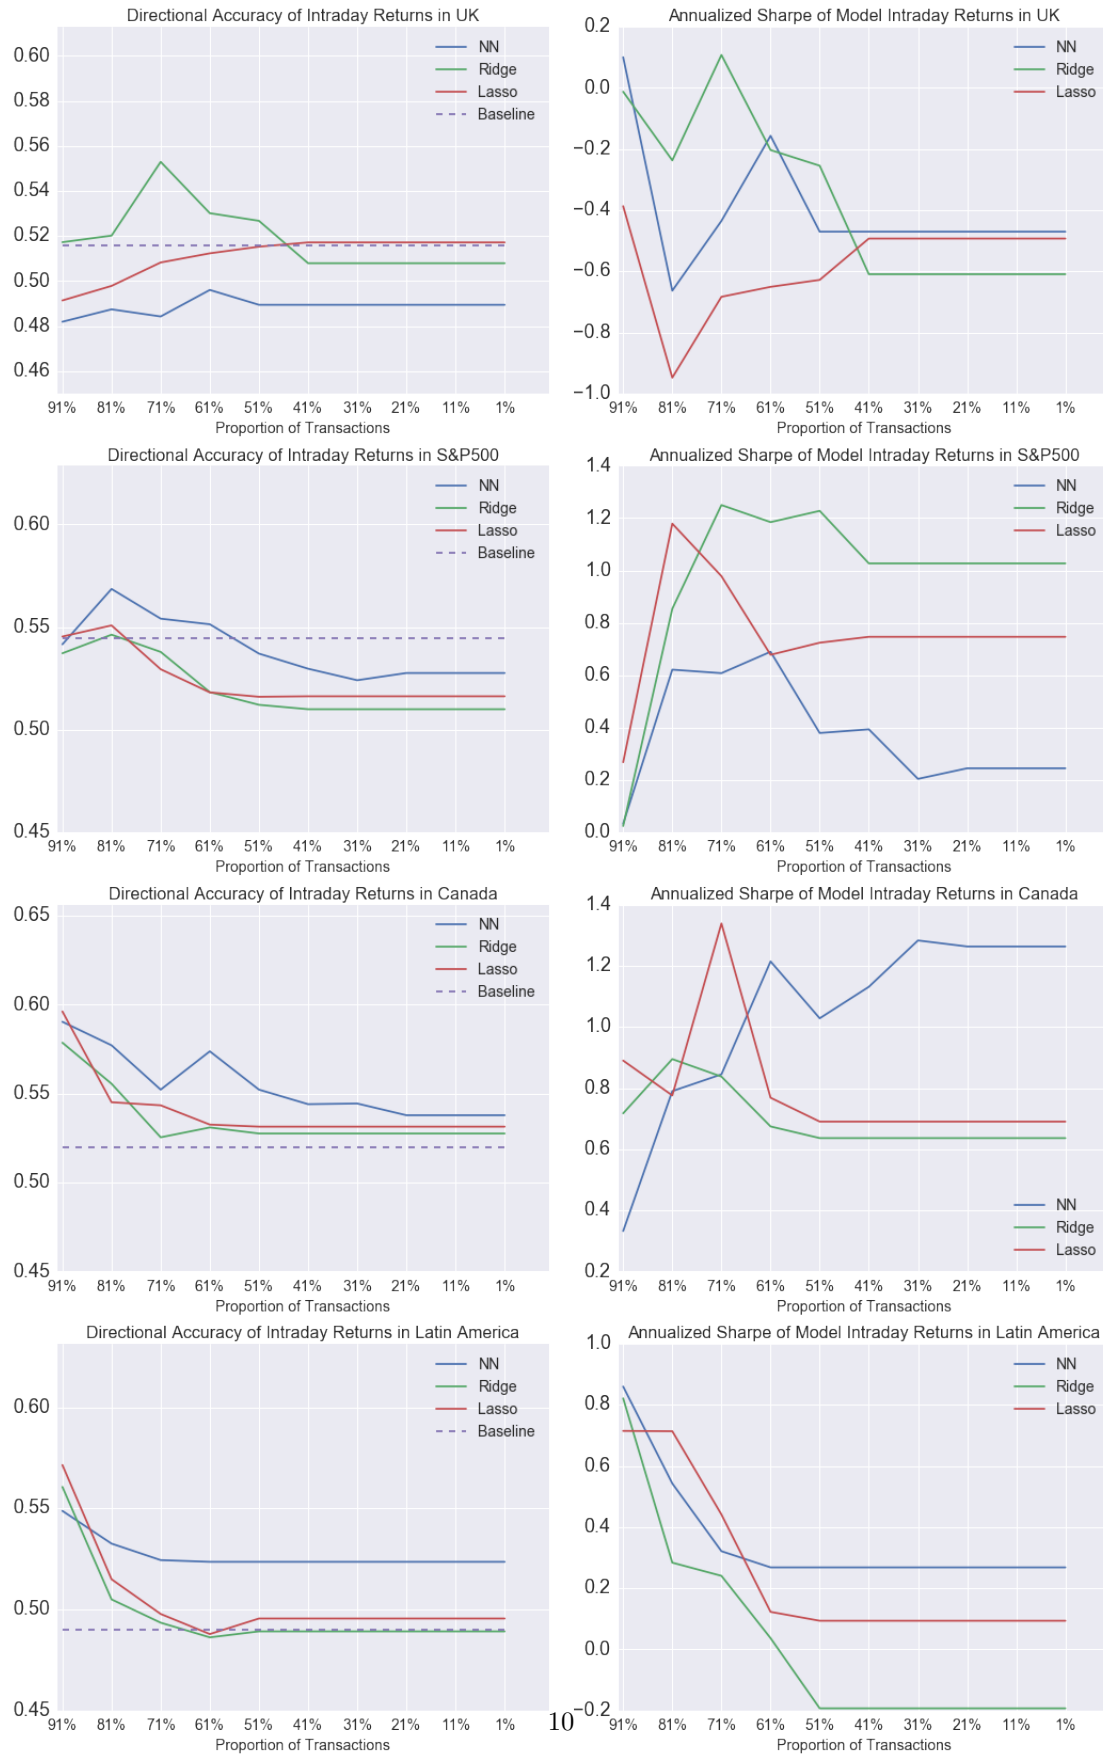 Directional Accuracy of Intraday Returns in UK
0.60
0.58
0.56
0.54
0.52
0.50
0.48
0.46
NN
Ridge
Lasso
Baseline
91% 81% 71% 61% 51% 41% 31% 21% 11% 1%
Proportion of Transactions
Annualized Sharpe of Model Intraday Returns in UK
0.2
0.0
−0.2
−0.4
−0.6
−0.8
−1.0
NN
Ridge
Lasso
91% 81% 71% 61% 51% 41% 31% 21% 11% 1%
Proportion of Transactions
Directional Accuracy of Intraday Returns in S&P500
0.60
0.55
0.50
0.45
NN
Ridge
Lasso
Baseline
91% 81% 71% 61% 51% 41% 31% 21% 11% 1%
Proportion of Transactions
Annualized Sharpe of Model Intraday Returns in S&P500
1.4
1.2
1.0
0.8
0.6
0.4
0.2
0.0
NN
Ridge
Lasso
91% 81% 71% 61% 51% 41% 31% 21% 11% 1%
Proportion of Transactions
Directional Accuracy of Intraday Returns in Canada
0.65
0.60
0.55
0.50
0.45
NN
Ridge
Lasso
Baseline
91% 81% 71% 61% 51% 41% 31% 21% 11% 1%
Proportion of Transactions
Annualized Sharpe of Model Intraday Returns in Canada
1.4
1.2
1.0
0.8
0.6
0.4
0.2
NN
Ridge
Lasso
91% 81% 71% 61% 51% 41% 31% 21% 11% 1%
Proportion of Transactions
Directional Accuracy of Intraday Returns in Latin America
0.60
0.55
0.50
0.45
NN
Ridge
Lasso
Baseline
91% 81% 71% 61% 51% 41% 31% 21% 11% 1%
Proportion of Transactions
Annualized Sharpe of Model Intraday Returns in Latin America
1.0
0.8
0.6
0.4
0.2
0.0
−0.2
NN
Ridge
Lasso
91% 81% 71% 61% 51% 41% 31% 21% 11% 1%
Proportion of Transactions
10